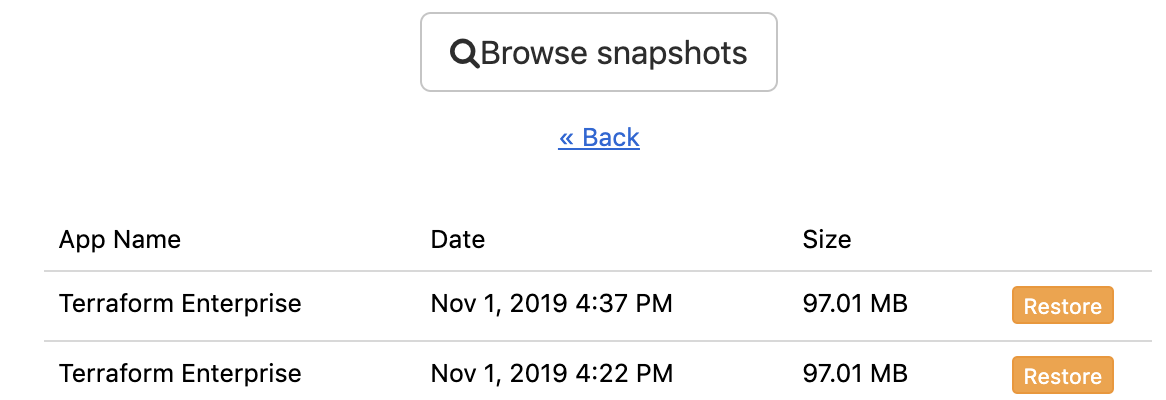 Browse snapshots
« Back
App Name Date Size
Terraform Enterprise Nov 1, 2019 4:37 PM 97.01 MB Restore
Terraform Enterprise Nov 1, 2019 4:22 PM 97.01 MB Restore